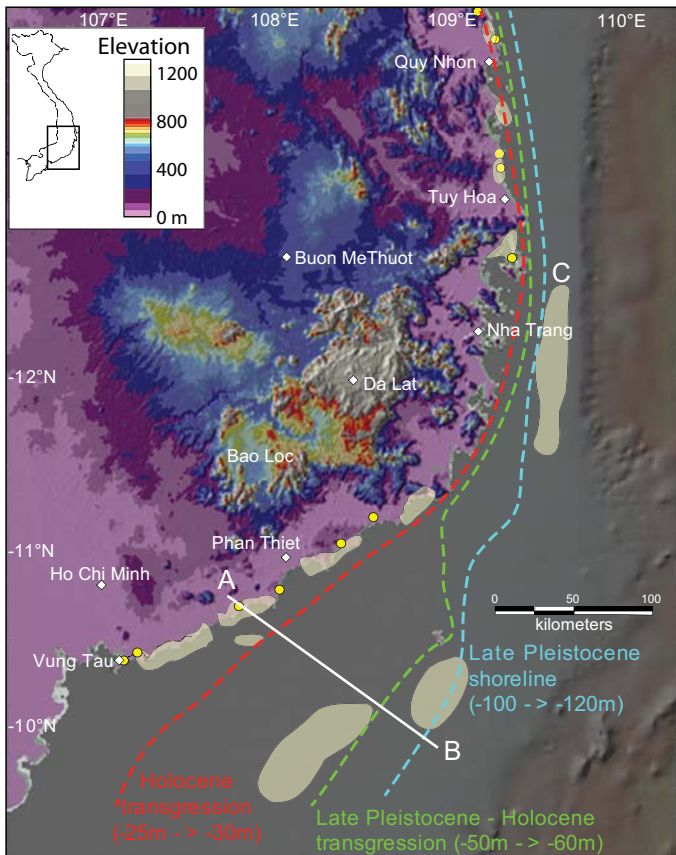 107°E
108°E
109°E
110°E
Elevation
1200
800
400
0 m
Quy Nhon
Tuy Hoa
Buon MeThuot
C
Nha Trang
-12°N
Da Lat
Bao Loc
-11°N
Phan Thiet
Ho Chi Minh
A
0 50 100
kilometers
Vung Tau
Late Pleistocene
shoreline
(-100 - > -120m)
-10°N
B
Holocene
transgression
(-25m - > -30m)
Late Pleistocene - Holocene
transgression (-50m - > -60m)